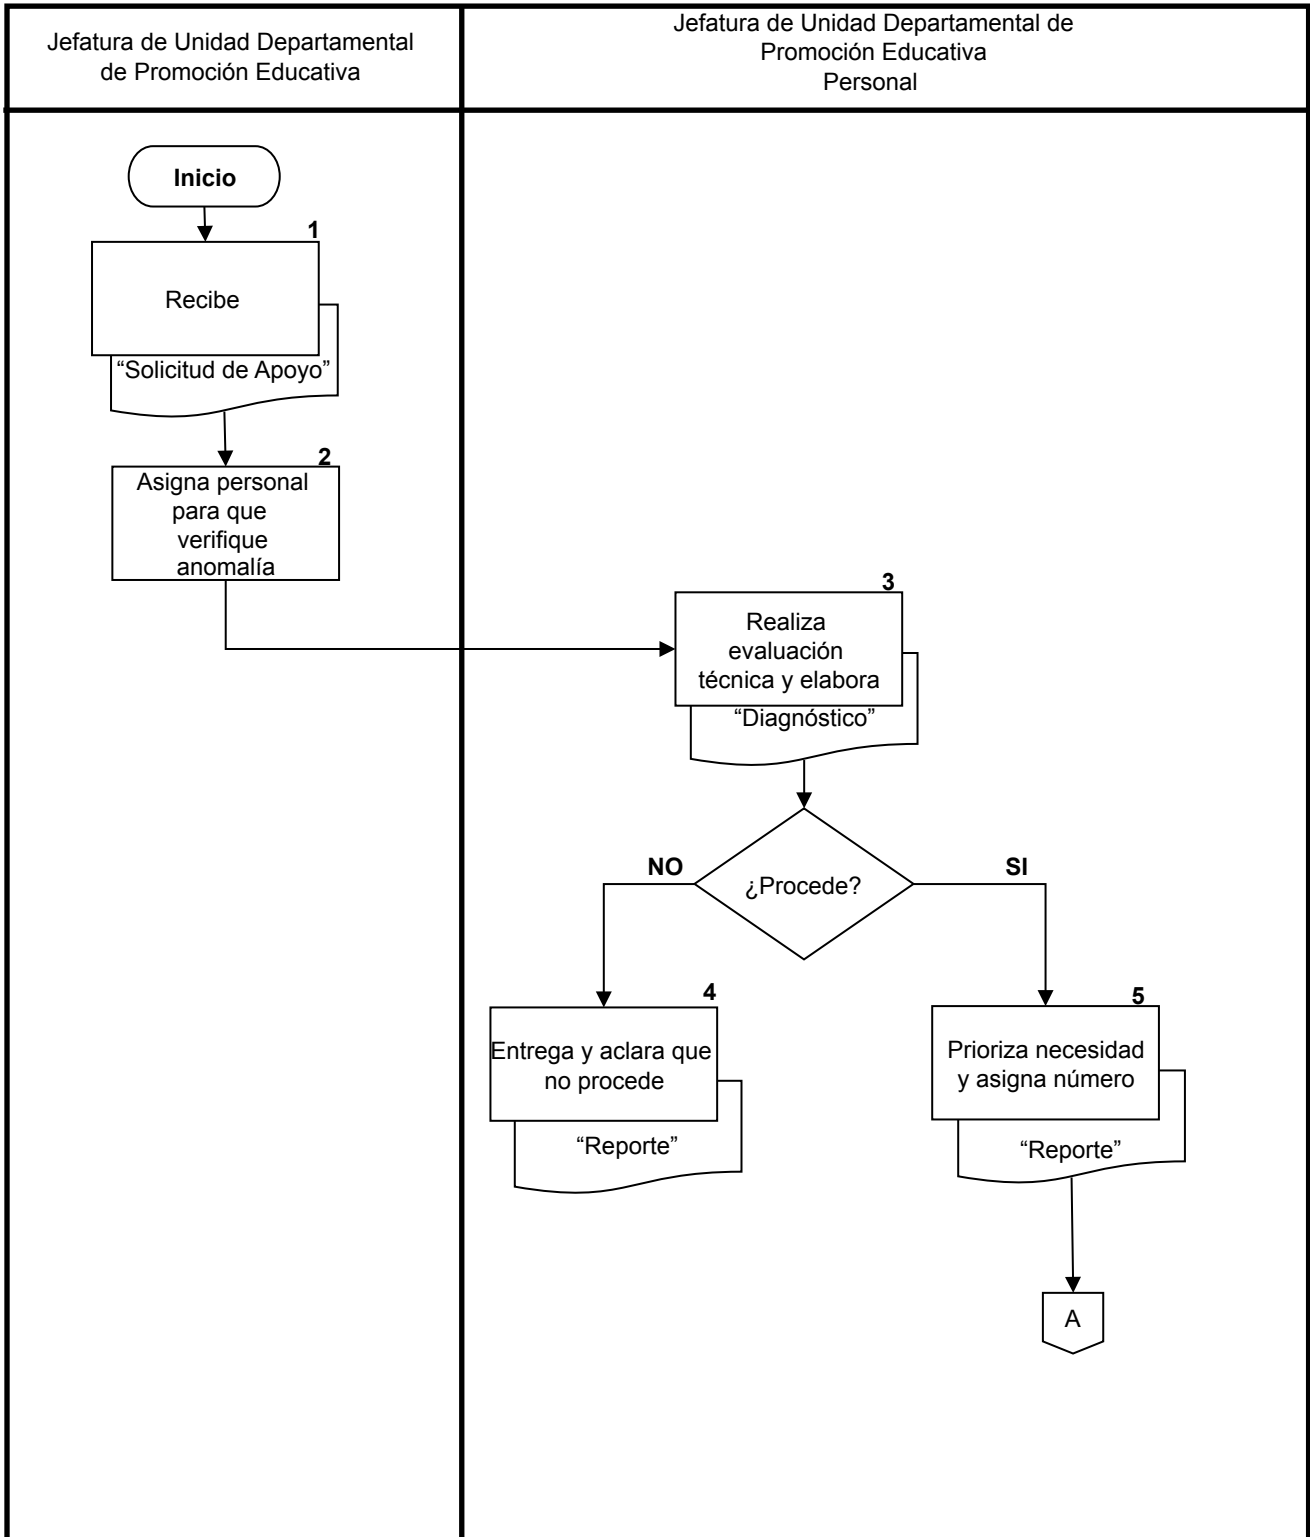 Jefatura de Unidad Departamental
de Promoción Educativa
Jefatura de Unidad Departamental de
Promoción Educativa
Personal
Inicio
1
Recibe
“Solicitud de Apoyo”
2
Asigna personal
para que
verifique
anomalía
3
Realiza
evaluación
técnica y elabora
“Diagnóstico”
¿Procede?
NO
SI
4
Entrega y aclara que
no procede
“Reporte”
5
Prioriza necesidad
y asigna número
“Reporte”
A